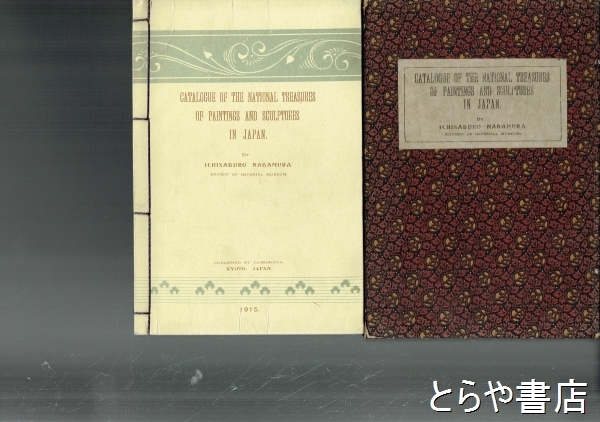 CATALOGUE OF THE NATIONAL TREASURES
OF PAINTINGS AND SCULPTURES
IN JAPAN.
BY
ICHISABURO NAKAMURA
KYOTO, JAPAN.
1915.
CATALOGUE OF THE NATIONAL TREASURES
OF PAINTINGS AND SCULPTURES
IN JAPAN.
BY
ICHISABURO NAKAMURA
とらや書店